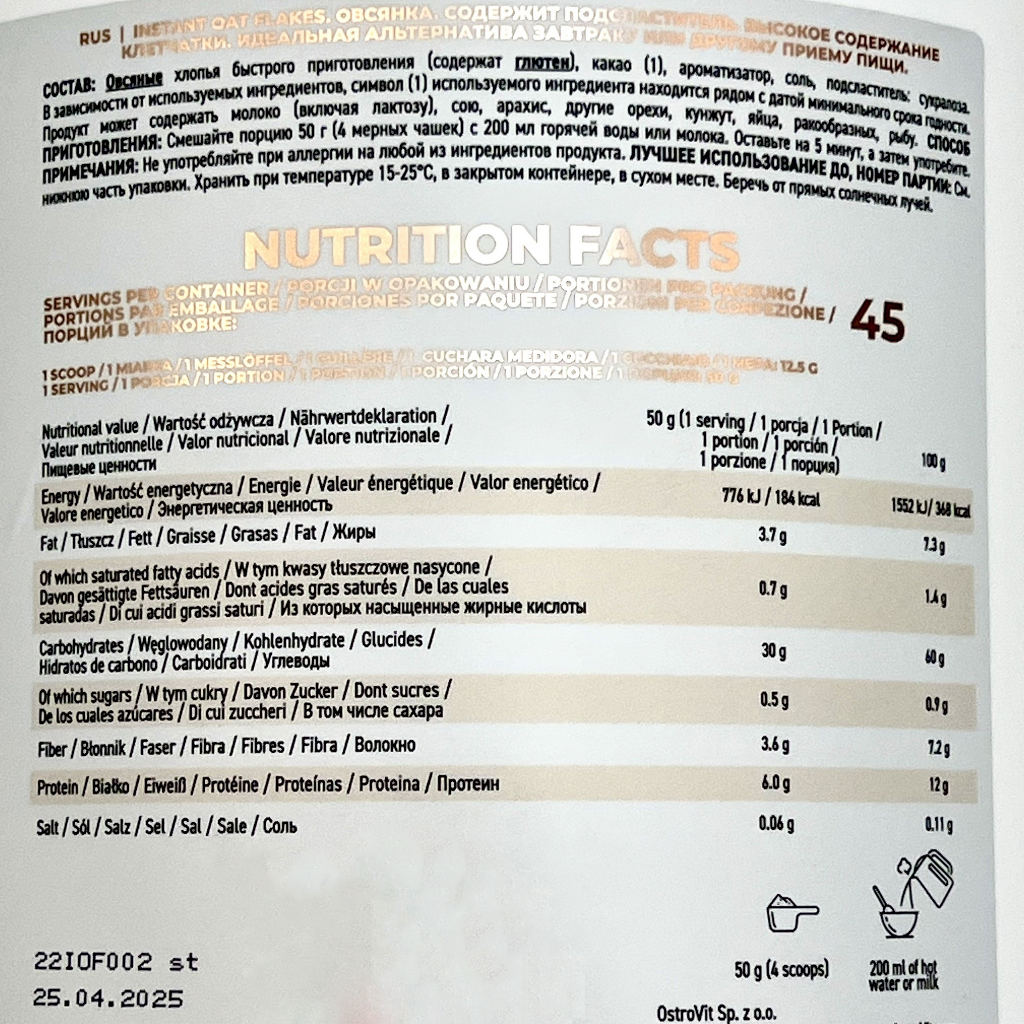 RUS | INSTANT OAT FLAKES. ОВСЯНКА. СОДЕРЖИТ ПОДСЛАСТИТЕЛЬ. ВЫСОКОЕ СОДЕРЖАНИЕ
КЛЕТЧАТКИ. ИДЕАЛЬНАЯ АЛЬТЕРНАТИВА ЗАВТРАКУ ИЛИ ДРУГОМУ ПРИЕМУ ПИЩИ.
СОСТАВ: Овсяные хлопья быстрого приготовления (содержат глютен), какао (1), ароматизатор, соль, подсластитель: сукралоза.
В зависимости от используемых ингредиентов, символ (1) используемого ингредиента находится рядом с датой минимального срока годности.
Продукт может содержать молоко (включая лактозу), сою, арахис, другие орехи, кунжут, яйца, ракообразных, рыбу. СПОСОБ
ПРИГОТОВЛЕНИЯ: Смешайте порцию 50 г (4 мерных чашек) с 200 мл горячей воды или молока. Оставьте на 5 минут, а затем употребите.
ПРИМЕЧАНИЯ: Не употребляйте при аллергии на любой из ингредиентов продукта. ЛУЧШЕЕ ИСПОЛЬЗОВАНИЕ ДО, НОМЕР ПАРТИИ: См.
нижнюю часть упаковки. Хранить при температуре 15-25°C, в закрытом контейнере, в сухом месте. Беречь от прямых солнечных лучей.
NUTRITION FACTS
SERVINGS PER CONTAINER / PORCJI W OPAKOWANIU / PORTIONEN PRO PACKUNG /
PORTIONS PAR EMBALLAGE / PORCIONES POR PAQUETE / PORZIONI PER CONFEZIONE /
ПОРЦИЙ В УПАКОВКЕ:
45
1 SCOOP / 1 MIARKA / 1 MESSLÖFFEL / 1 CUILLÈRE / 1 CUCHARA MEDIDORA / 1 CUCCHIAIO / 1 МЕРА: 12.5 G
1 SERVING / 1 PORCJA / 1 PORTION / 1 PORTION / 1 PORCIÓN / 1 PORZIONE / 1 ПОРЦИЯ: 50 G
Nutritional value / Wartość odżywcza / Nährwertdeklaration /
Valeur nutritionnelle / Valor nutricional / Valore nutrizionale /
Пищевые ценности
50 g (1 serving / 1 porcja / 1 Portion /
1 portion / 1 porción /
1 porzione / 1 порция)
100 g
Energy / Wartość energetyczna / Energie / Valeur énergétique / Valor energético /
Valore energetico / Энергетическая ценность
776 kJ / 184 kcal
1552 kJ / 368 kcal
Fat / Tłuszcz / Fett / Graisse / Grasas / Fat / Жиры
3.7 g
7.3 g
Of which saturated fatty acids / W tym kwasy tłuszczowe nasycone /
Davon gesättigte Fettsäuren / Dont acides gras saturés / De las cuales
saturadas / Di cui acidi grassi saturi / Из которых насыщенные жирные кислоты
0.7 g
1.4 g
Carbohydrates / Węglowodany / Kohlenhydrate / Glucides /
Hidratos de carbono / Carboidrati / Углеводы
30 g
60 g
Of which sugars / W tym cukry / Davon Zucker / Dont sucres /
De los cuales azúcares / Di cui zuccheri / В том числе сахара
0.5 g
0.9 g
Fiber / Błonnik / Faser / Fibra / Fibres / Fibra / Волокно
3.6 g
7.2 g
Protein / Białko / Eiweiß / Protéine / Proteínas / Proteina / Протеин
6.0 g
12 g
Salt / Sól / Salz / Sel / Sal / Sale / Соль
0.06 g
0.11 g
22IOF002 st
25.04.2025
50 g (4 scoops)
200 ml of hot
water or milk
OstroVit Sp. z o.o.